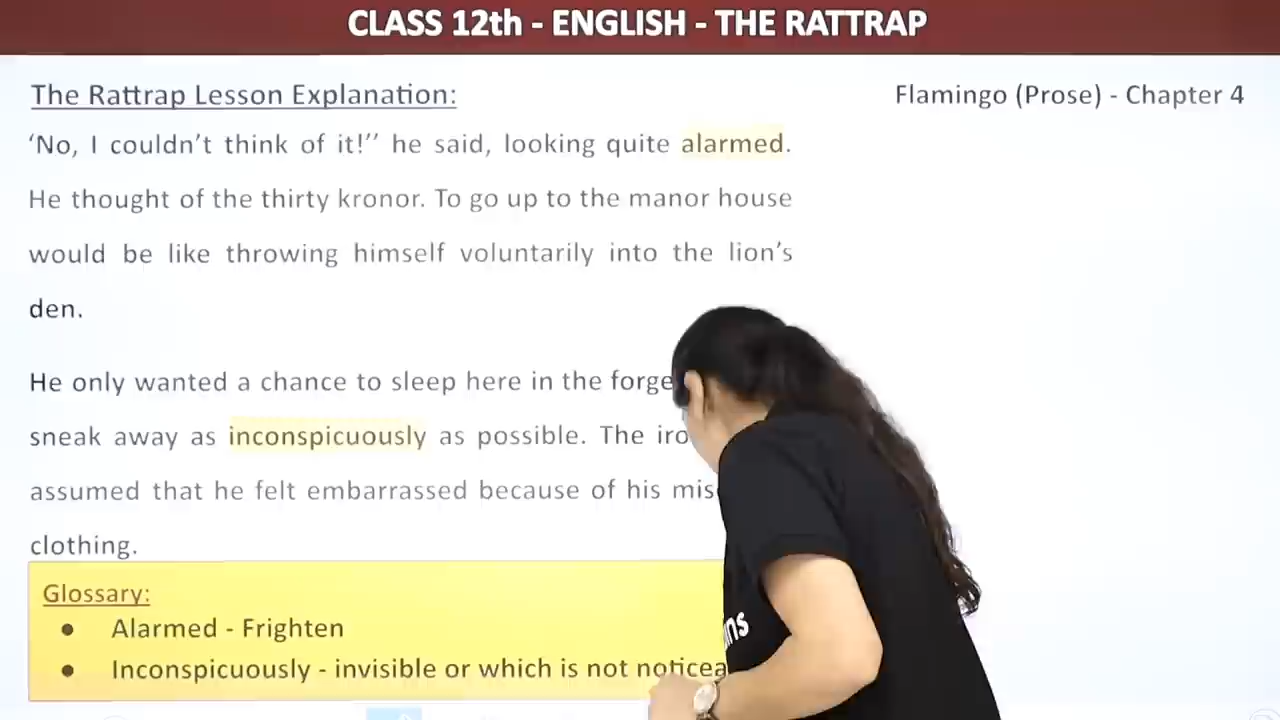 CLASS 12th - ENGLISH - THE RATTRAP
The Rattrap Lesson Explanation:
Flamingo (Prose) - Chapter 4
‘No, I couldn’t think of it!’’ he said, looking quite alarmed.
He thought of the thirty kronor. To go up to the manor house
would be like throwing himself voluntarily into the lion’s
den.
He only wanted a chance to sleep here in the forge
sneak away as inconspicuously as possible. The
assumed that he felt embarrassed because of his
clothing.
Glossary:
● Alarmed - Frighten
● Inconspicuously - invisible or which is not